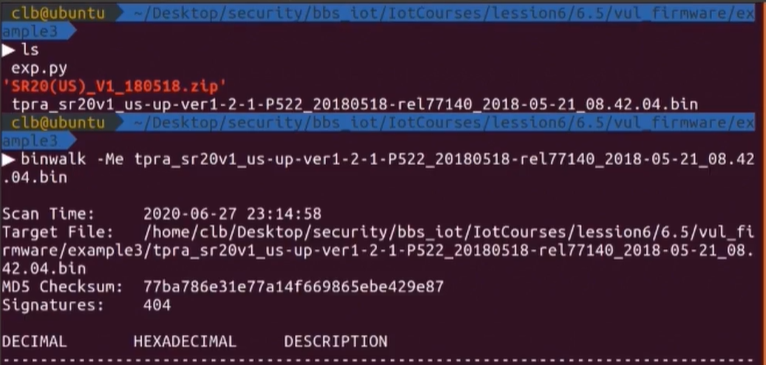 clb@ubuntu ~/Desktop/security/bbs_iot/IotCourses/lession6/6.5/vul_firmware/ex
ample3
▶ ls
exp.py
'SR20(US)_V1_180518.zip'
tpra_sr20v1_us-up-ver1-2-1-P522_20180518-rel77140_2018-05-21_08.42.04.bin
clb@ubuntu ~/Desktop/security/bbs_iot/IotCourses/lession6/6.5/vul_firmware/ex
ample3
▶ binwalk -Me tpra_sr20v1_us-up-ver1-2-1-P522_20180518-rel77140_2018-05-21_08.42
.04.bin
Scan Time:     2020-06-27 23:14:58
Target File:   /home/clb/Desktop/security/bbs_iot/IotCourses/lession6/6.5/vul_fi
rmware/example3/tpra_sr20v1_us-up-ver1-2-1-P522_20180518-rel77140_2018-05-21_08.
42.04.bin
MD5 Checksum:  77ba786e31e77a14f669865ebe429e87
Signatures:    404
DECIMAL       HEXADECIMAL     DESCRIPTION
--------------------------------------------------------------------------------